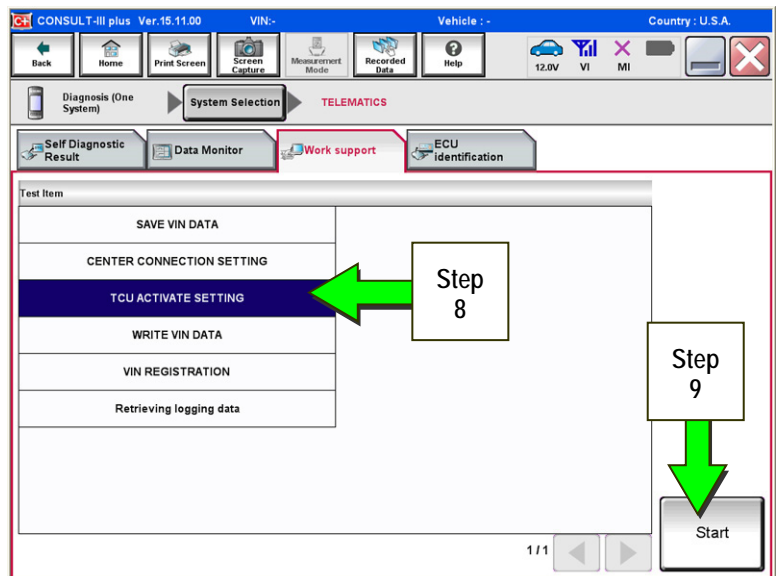 C+ CONSULT-III plus Ver.15.11.00 VIN:- Vehicle : - Country : U.S.A.
Back
Home
Print Screen
Screen
Capture
Measurement
Mode
Recorded
Data
Help
12.0V
VI
MI
Diagnosis (One
System)
System Selection
TELEMATICS
Self Diagnostic
Result
Data Monitor
Work support
ECU
identification
Test Item
SAVE VIN DATA
CENTER CONNECTION SETTING
TCU ACTIVATE SETTING
WRITE VIN DATA
VIN REGISTRATION
Retrieving logging data
Step
8
Step
9
1/1
Start